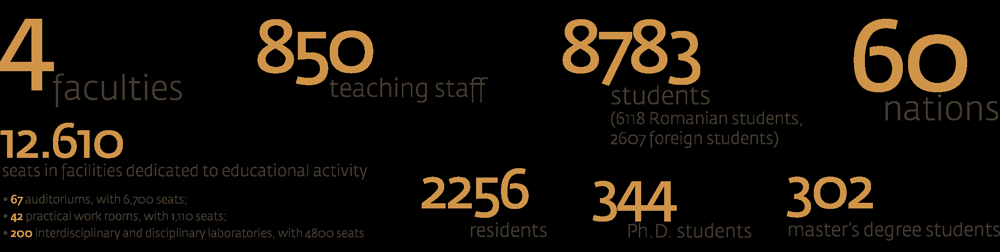 4
faculties
850
teaching staff
8783
students
(6118 Romanian students,
2607 foreign students)
60
nations
12.610
seats in facilities dedicated to educational activity
• 67 auditoriums, with 6,700 seats;
• 42 practical work rooms, with 1,110 seats;
• 200 interdisciplinary and disciplinary laboratories, with 4800 seats
2256
residents
344
Ph.D. students
302
master's degree students